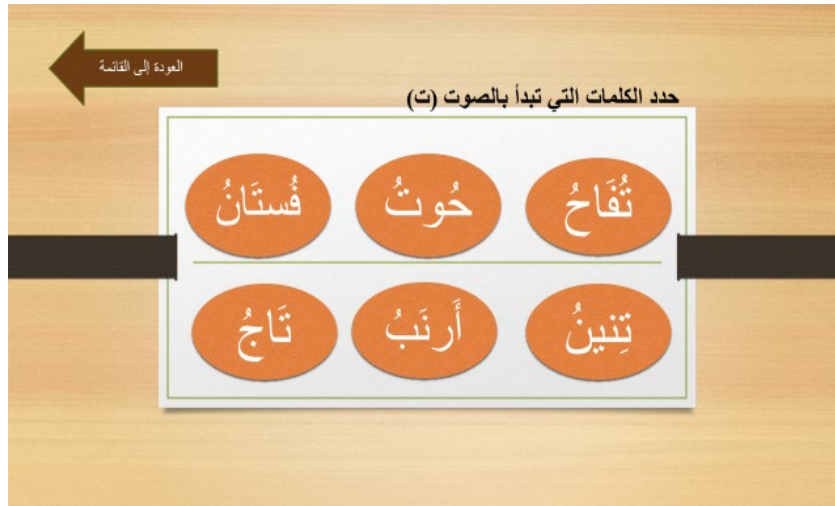 العودة إلى القائمة
حدد الكلمات التي تبدأ بالصوت (ت)
تُفَاحُ حُوتُ فُستَانُ
تِنينُ أَرنَبُ تَاجُ